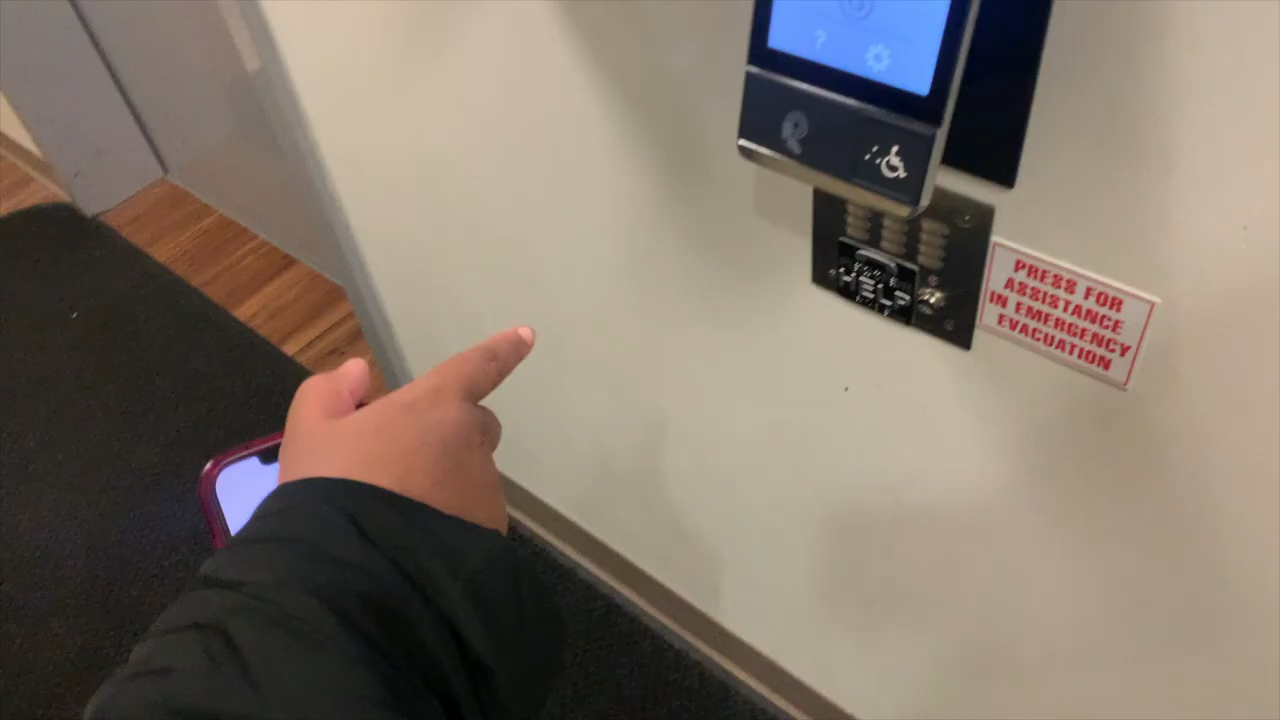 ?
HELP
PRESS FOR
ASSISTANCE
IN EMERGENCY
EVACUATION